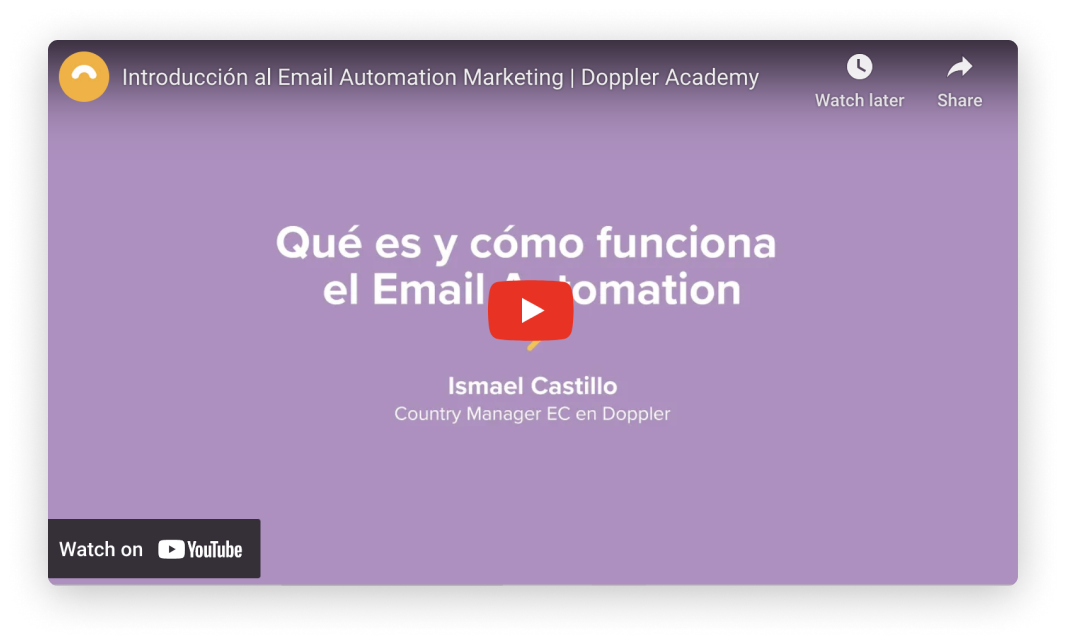 Introducción al Email Automation Marketing | Doppler Academy
Watch later
Share
Qué es y cómo funciona
el Email Automation
Ismael Castillo
Country Manager EC en Doppler
Watch on YouTube